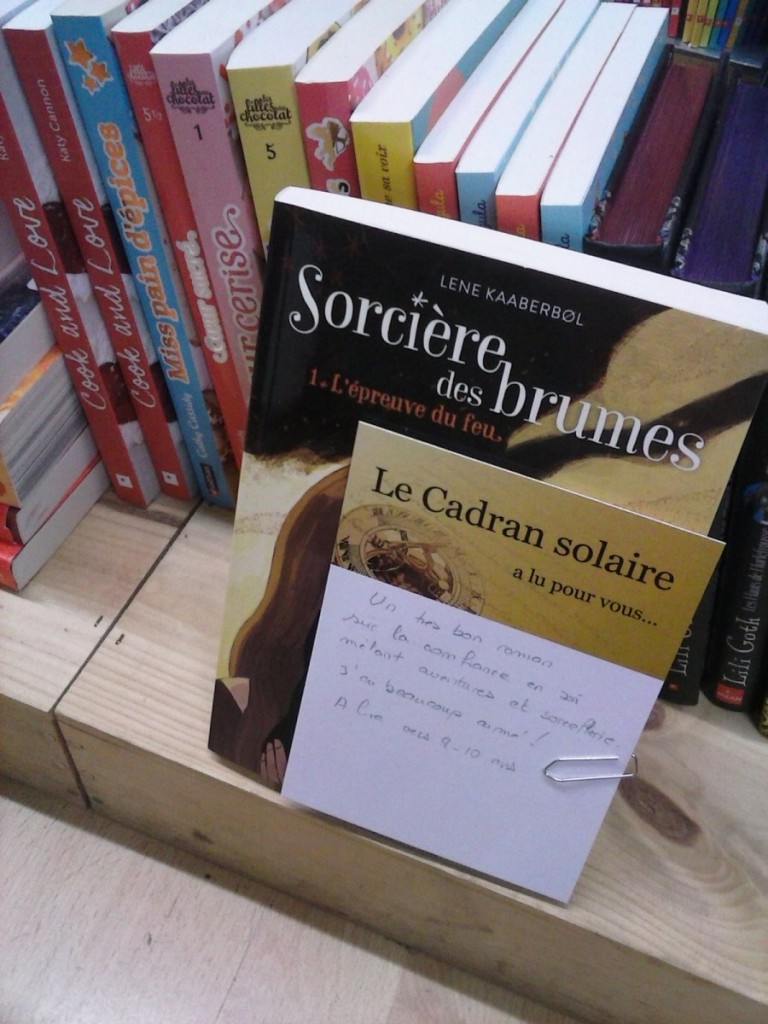 Katy Cannon
Cook and Love
Cook and Love
Miss pain d'épices
Cathy Cassidy
5 1/2
Cœur sucré
les filles
chocolat
1
les filles
chocolat
5
LENE KAABERBØL
Sorcière
des brumes
1. L'épreuve du feu
Le Cadran solaire
a lu pour vous...
Un très bon roman
sur la confiance en soi
mêlant aventures et sorcellerie.
J'ai beaucoup aimé !
A lire vers 9-10 ans
Lili Goth